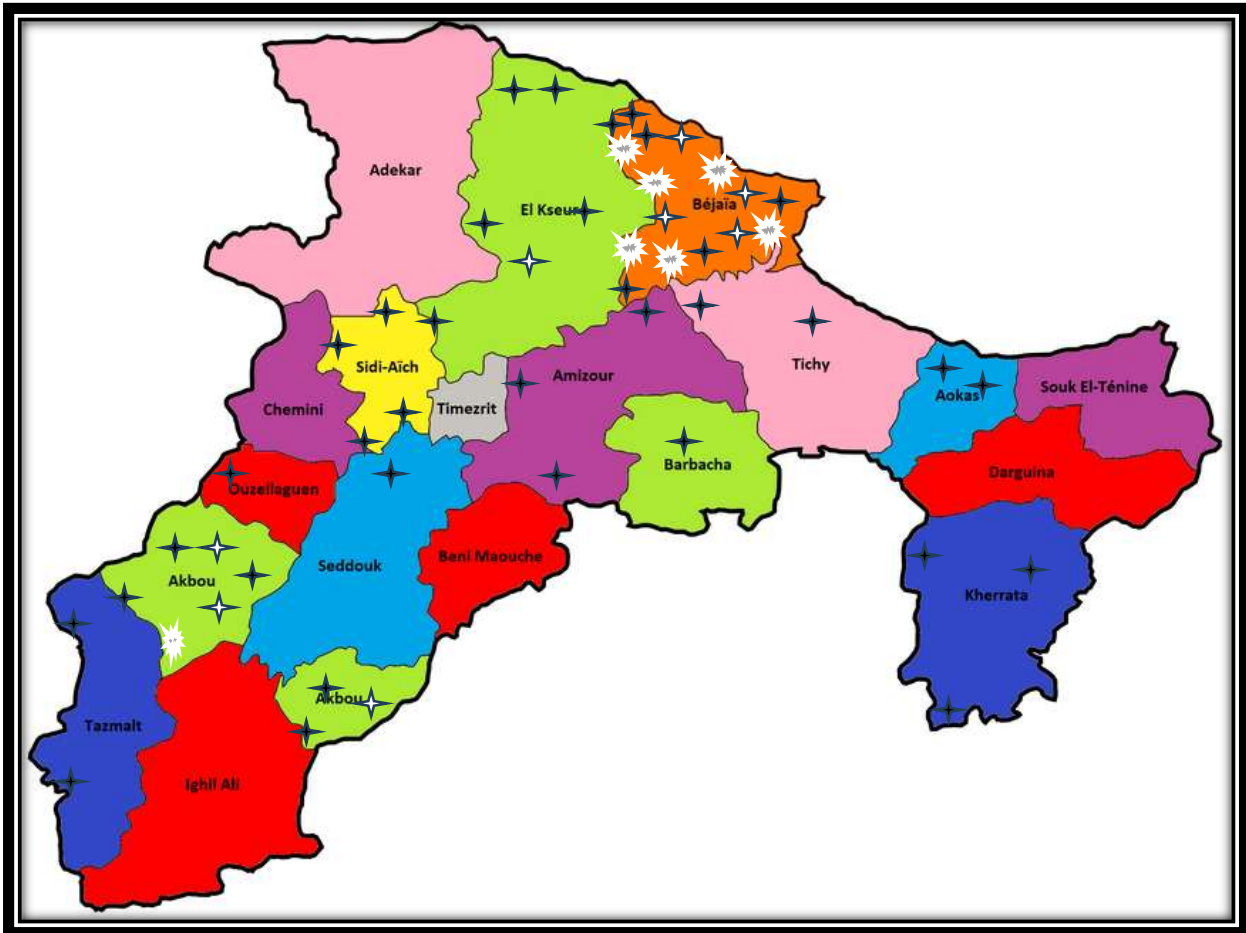 Adekar
El Kseur
Béjaïa
Sidi-Aïch
Tichy
Amizour
Souk El-Ténine
Aokas
Chemini
Timezrit
Barbacha
Darguina
Ouzellaguen
Beni Maouche
Seddouk
Akbou
Kherrata
Akbou
Tazmalt
Ighil Ali